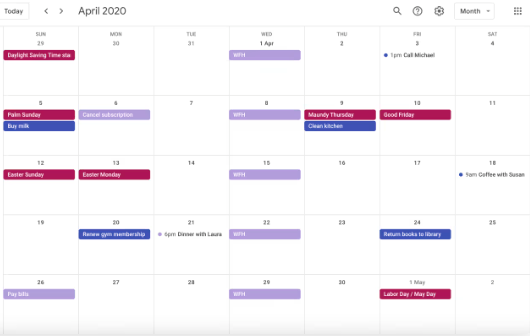 Today
April 2020
Month
SUN MON TUE WED THU FRI SAT
29 30 31 1 Apr 2 3 4
Daylight Saving Time sta
WFH
1pm Call Michael
5 6 7 8 9 10 11
Palm Sunday
Cancel subscription
WFH
Maundy Thursday
Good Friday
Buy milk
Clean kitchen
12 13 14 15 16 17 18
Easter Sunday
Easter Monday
WFH
Coffee with Susan
19 20 21 22 23 24 25
Renew gym membership
6pm Dinner with Laura
WFH
Return books to library
26 27 28 29 30 1 May 2
Pay bills
WFH
Labor Day / May Day